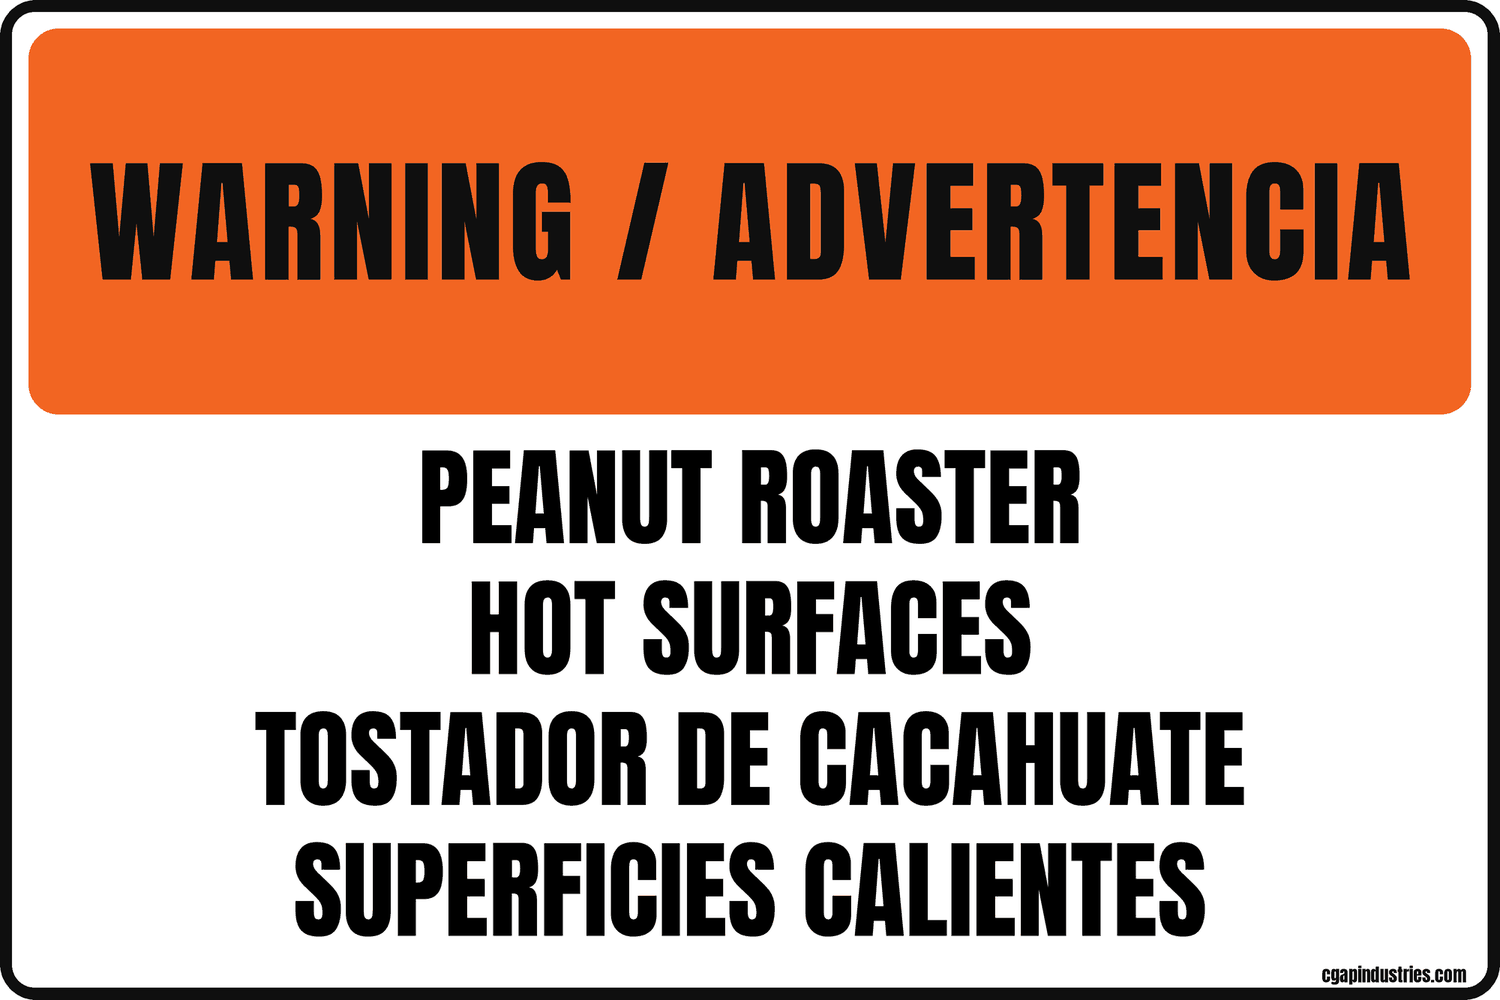 WARNING / ADVERTENCIA
PEANUT ROASTER
HOT SURFACES
TOSTADOR DE CACAHUATE
SUPERFICIES CALIENTES
cgapindustries.com